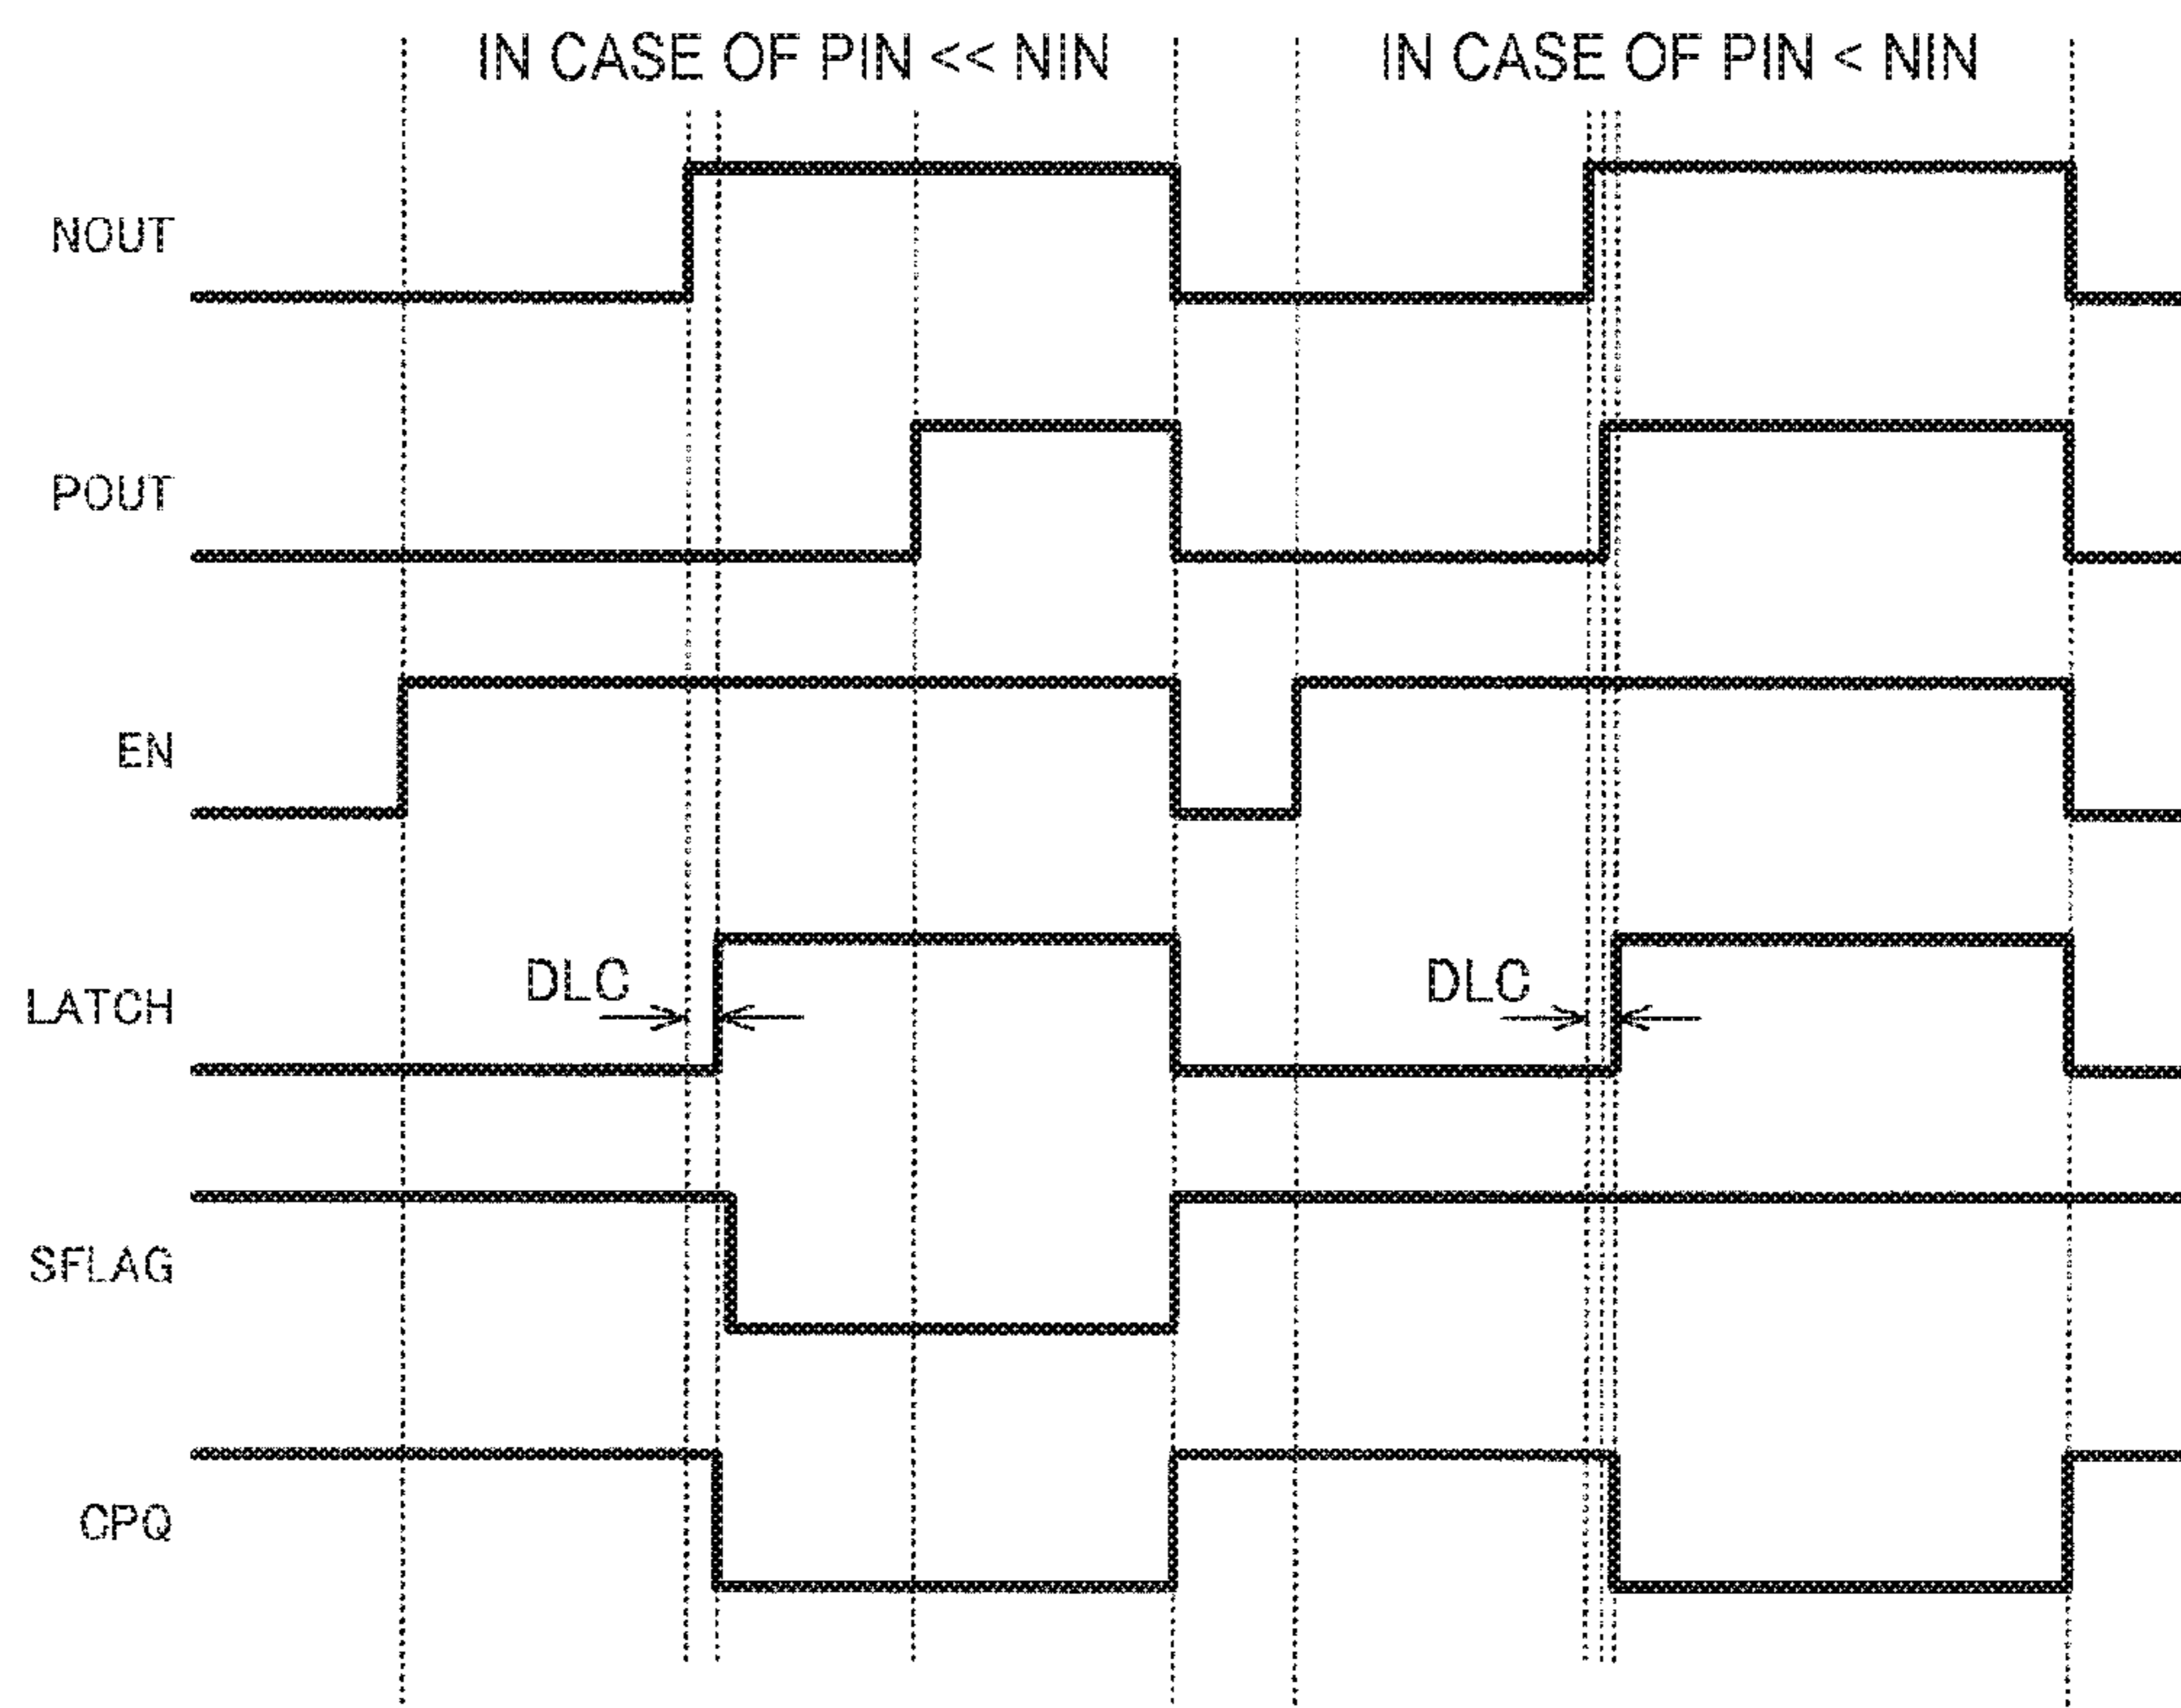 IN CASE OF PIN << NIN
IN CASE OF PIN < NIN
NOUT
POUT
EN
LATCH
DLC
DLC
SFLAG
CPQ